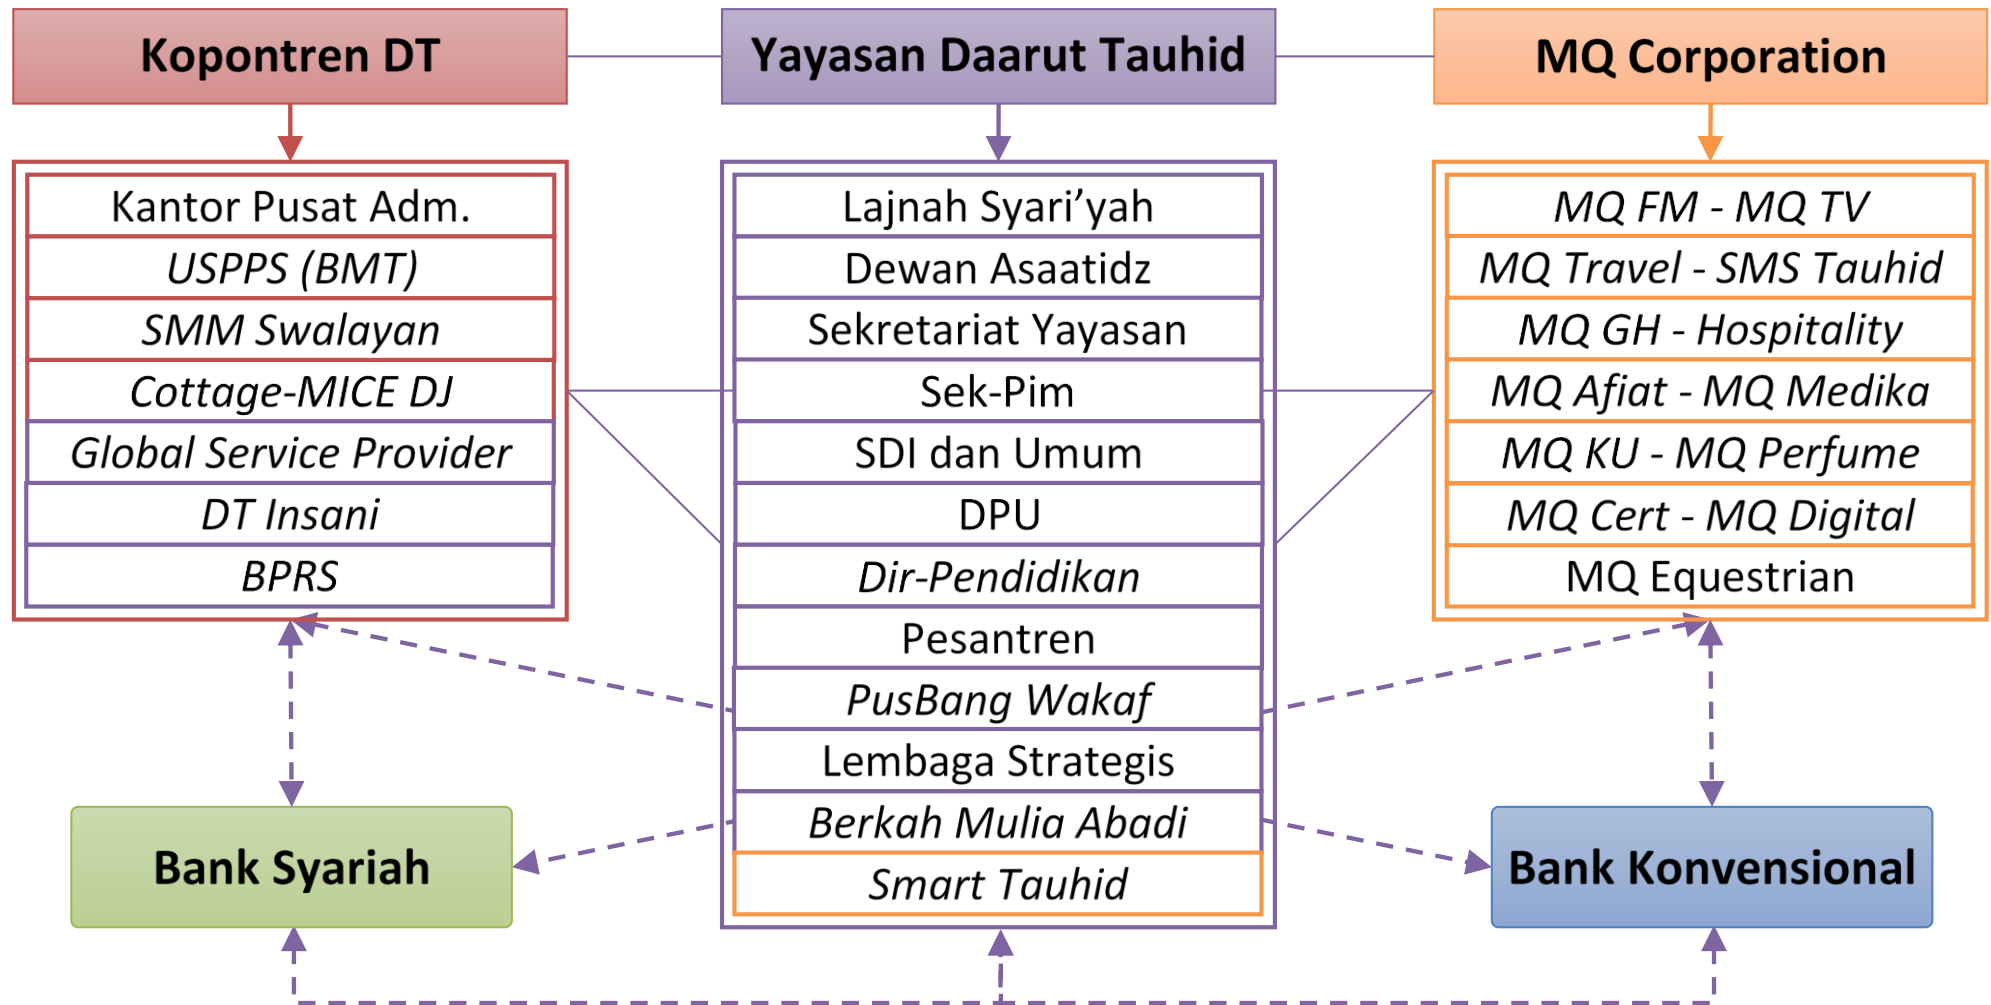 Kopontren DT
Yayasan Daarut Tauhid
MQ Corporation
Kantor Pusat Adm.
USPPS (BMT)
SMM Swalayan
Cottage-MICE DJ
Global Service Provider
DT Insani
BPRS
Lajnah Syari’yah
Dewan Asaatidz
Sekretariat Yayasan
Sek-Pim
SDI dan Umum
DPU
Dir-Pendidikan
Pesantren
PusBang Wakaf
Lembaga Strategis
Berkah Mulia Abadi
Smart Tauhid
MQ FM - MQ TV
MQ Travel - SMS Tauhid
MQ GH - Hospitality
MQ Afiat - MQ Medika
MQ KU - MQ Perfume
MQ Cert - MQ Digital
MQ Equestrian
Bank Syariah
Bank Konvensional